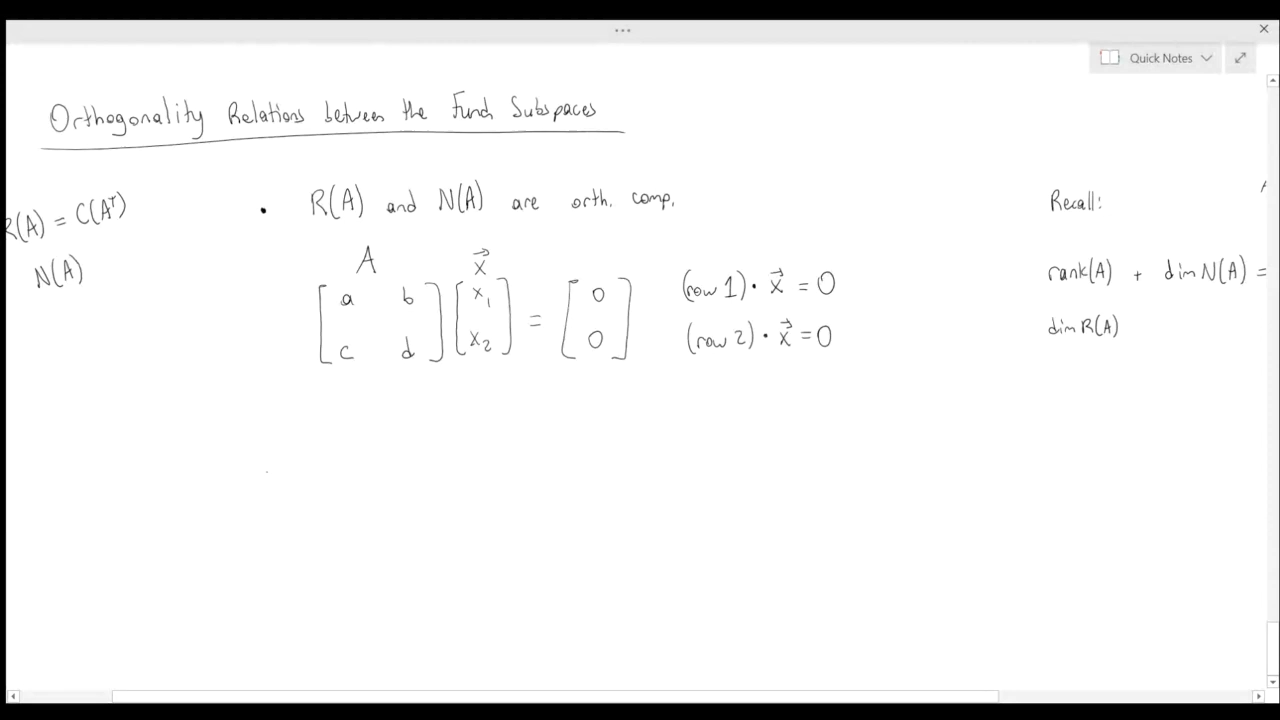 Quick Notes
Orthogonality Relations between the Fund Subspaces
R(A) = C(Aᵀ)
N(A)
• R(A) and N(A) are orth. comp.
A x⃗
[a b; c d] [x₁; x₂] = [0; 0]
(row 1) · x⃗ = 0
(row 2) · x⃗ = 0
Recall:
rank(A) + dim N(A) =
dim R(A)